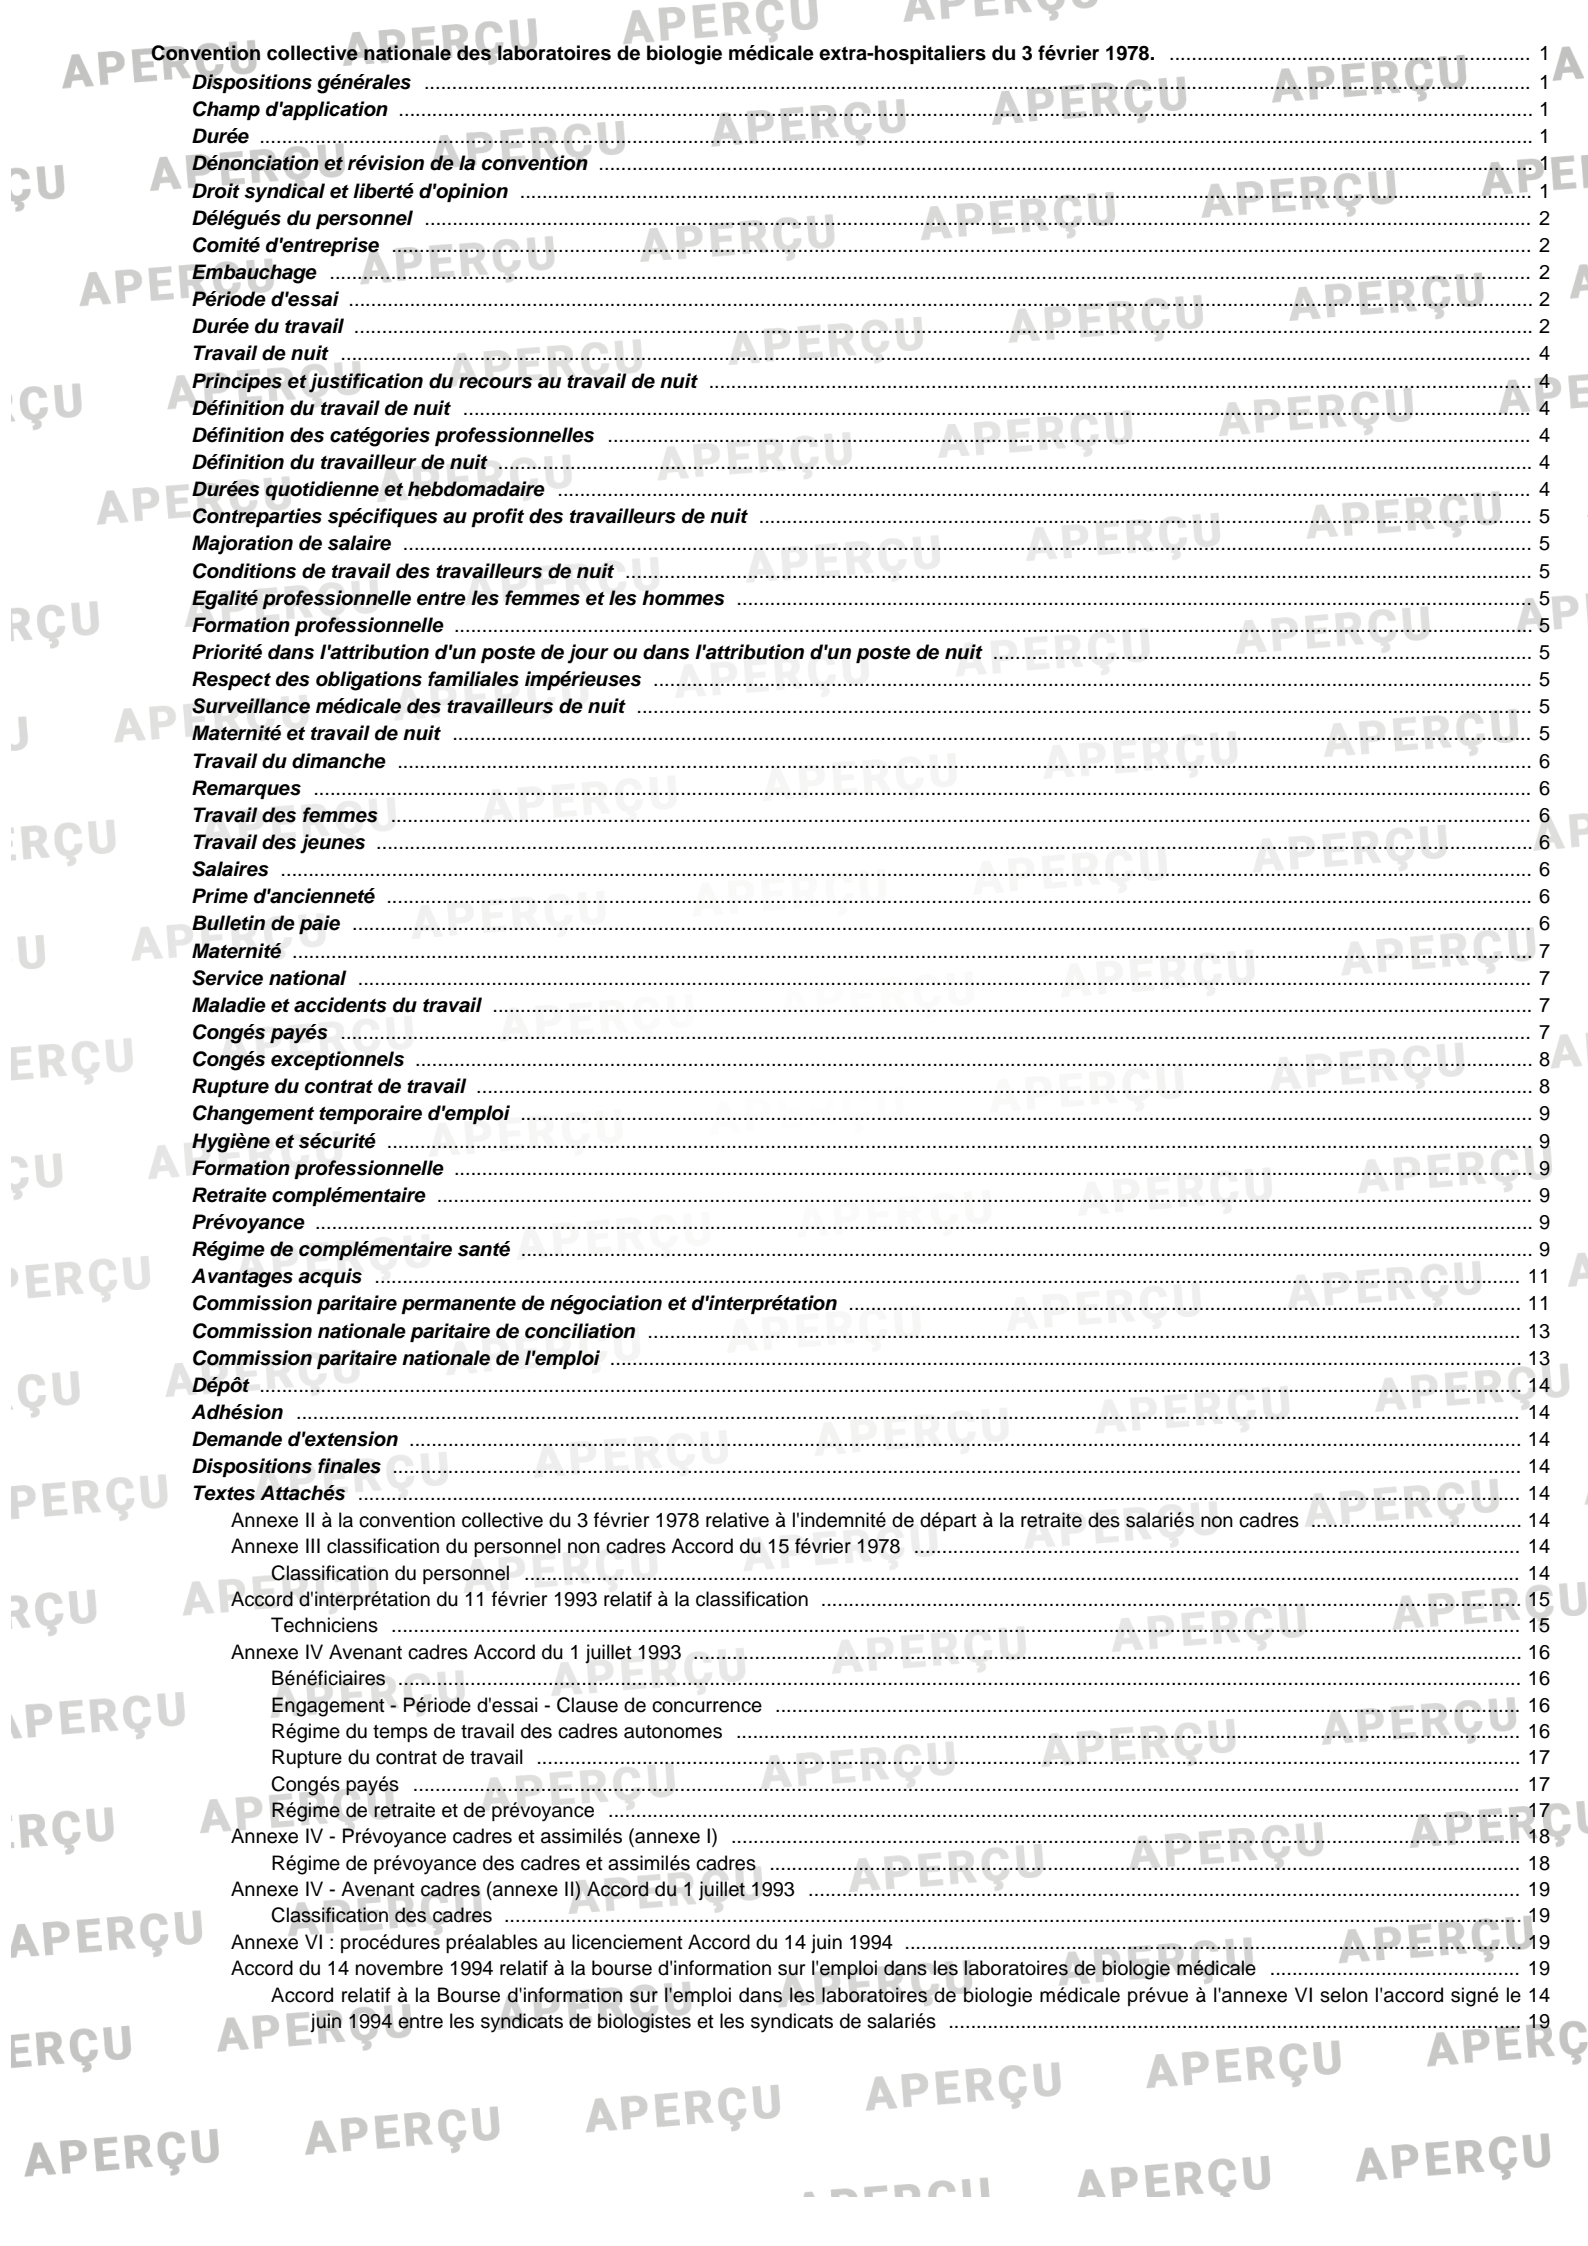 Convention collective nationale des laboratoires de biologie médicale extra-hospitaliers du 3 février 1978. 1
Dispositions générales 1
Champ d'application 1
Durée 1
Dénonciation et révision de la convention 1
Droit syndical et liberté d'opinion 1
Délégués du personnel 2
Comité d'entreprise 2
Embauchage 2
Période d'essai 2
Durée du travail 2
Travail de nuit 4
Principes et justification du recours au travail de nuit 4
Définition du travail de nuit 4
Définition des catégories professionnelles 4
Définition du travailleur de nuit 4
Durées quotidienne et hebdomadaire 4
Contreparties spécifiques au profit des travailleurs de nuit 5
Majoration de salaire 5
Conditions de travail des travailleurs de nuit 5
Egalité professionnelle entre les femmes et les hommes 5
Formation professionnelle 5
Priorité dans l'attribution d'un poste de jour ou dans l'attribution d'un poste de nuit 5
Respect des obligations familiales impérieuses 5
Surveillance médicale des travailleurs de nuit 5
Maternité et travail de nuit 5
Travail du dimanche 6
Remarques 6
Travail des femmes 6
Travail des jeunes 6
Salaires 6
Prime d'ancienneté 6
Bulletin de paie 6
Maternité 7
Service national 7
Maladie et accidents du travail 7
Congés payés 7
Congés exceptionnels 8
Rupture du contrat de travail 8
Changement temporaire d'emploi 9
Hygiène et sécurité 9
Formation professionnelle 9
Retraite complémentaire 9
Prévoyance 9
Régime de complémentaire santé 9
Avantages acquis 11
Commission paritaire permanente de négociation et d'interprétation 11
Commission nationale paritaire de conciliation 13
Commission paritaire nationale de l'emploi 13
Dépôt 14
Adhésion 14
Demande d'extension 14
Dispositions finales 14
Textes Attachés 14
Annexe II à la convention collective du 3 février 1978 relative à l'indemnité de départ à la retraite des salariés non cadres 14
Annexe III classification du personnel non cadres Accord du 15 février 1978 14
Classification du personnel 14
Accord d'interprétation du 11 février 1993 relatif à la classification 15
Techniciens 15
Annexe IV Avenant cadres Accord du 1 juillet 1993 16
Bénéficiaires 16
Engagement - Période d'essai - Clause de concurrence 16
Régime du temps de travail des cadres autonomes 16
Rupture du contrat de travail 17
Congés payés 17
Régime de retraite et de prévoyance 17
Annexe IV - Prévoyance cadres et assimilés (annexe I) 18
Régime de prévoyance des cadres et assimilés cadres 18
Annexe IV - Avenant cadres (annexe II) Accord du 1 juillet 1993 19
Classification des cadres 19
Annexe VI : procédures préalables au licenciement Accord du 14 juin 1994 19
Accord du 14 novembre 1994 relatif à la bourse d'information sur l'emploi dans les laboratoires de biologie médicale 19
Accord relatif à la Bourse d'information sur l'emploi dans les laboratoires de biologie médicale prévue à l'annexe VI selon l'accord signé le 14
juin 1994 entre les syndicats de biologistes et les syndicats de salariés 19
APERÇU